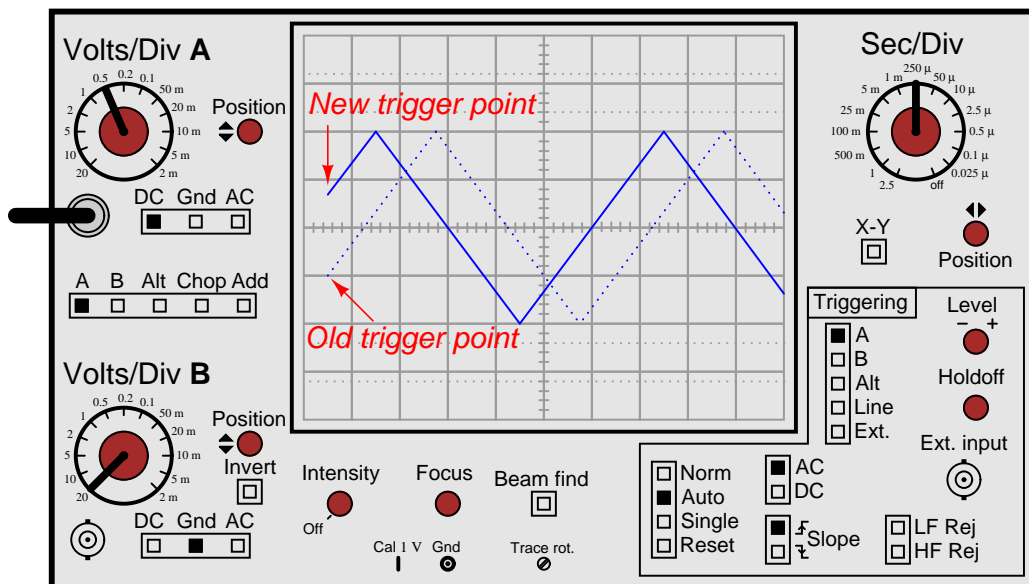 Volts/Div A
0.5 0.2 0.1
1 50 m
2 20 m
5 10 m
10 5 m
20 2 m
Position
DC Gnd AC
A B Alt Chop Add
Volts/Div B
0.5 0.2 0.1
1 50 m
2 20 m
5 10 m
10 5 m
20 2 m
Position
Invert
DC Gnd AC
New trigger point
Old trigger point
Intensity
Off
Focus
Beam find
Cal 1 V Gnd
Trace rot.
Sec/Div
250 µ
1 m 50 µ
5 m 10 µ
25 m 2.5 µ
100 m 0.5 µ
500 m 0.1 µ
1 0.025 µ
2.5 off
X-Y
Position
Triggering
A
B
Alt
Line
Ext.
Level
- +
Holdoff
Ext. input
Norm
Auto
Single
Reset
AC
DC
Slope
LF Rej
HF Rej